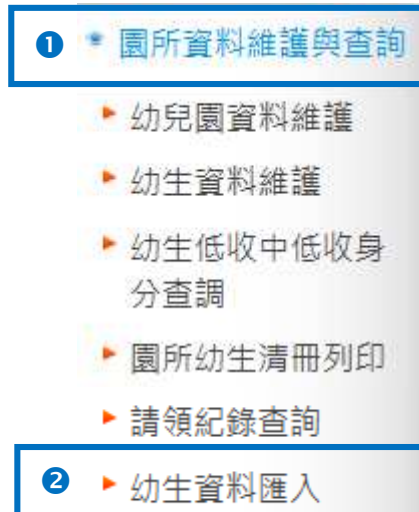 ❶ 園所資料維護與查詢
幼兒園資料維護
幼生資料維護
幼生低收中低收身
分查調
園所幼生清冊列印
請領紀錄查詢
❷ 幼生資料匯入